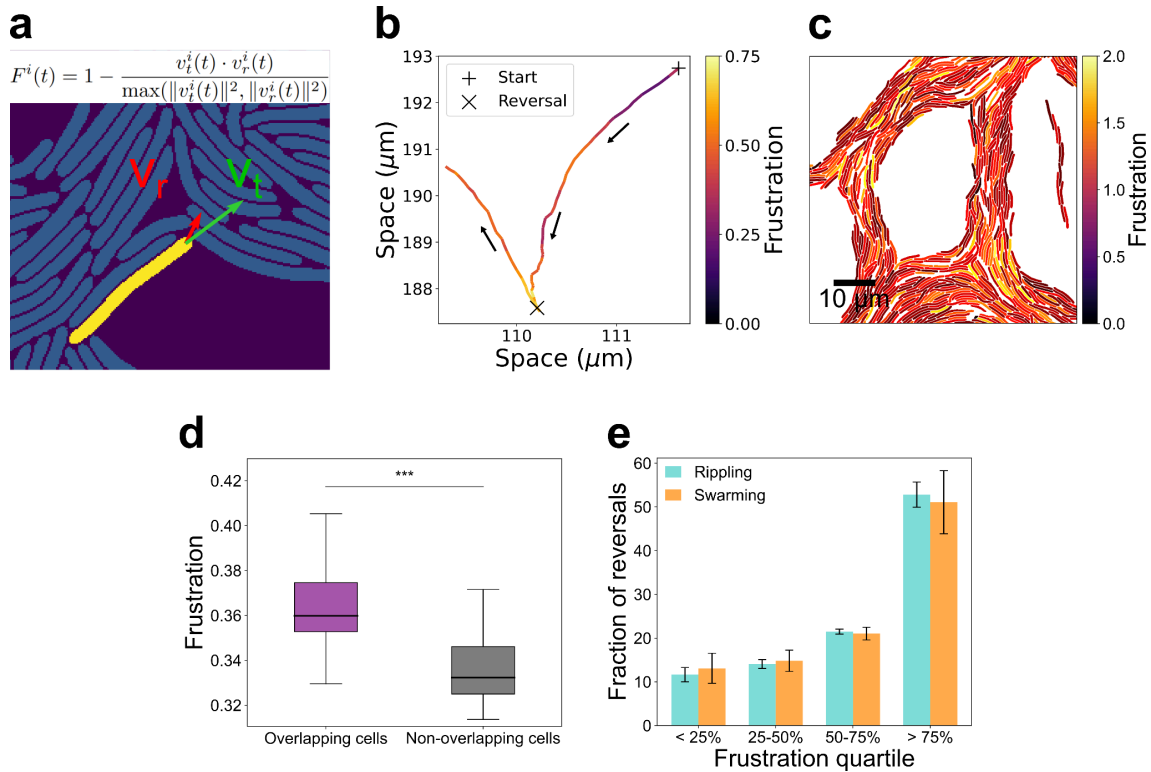 a
F^i(t) = 1 − v_t^i(t) · v_r^i(t) / max(‖v_t^i(t)‖², ‖v_r^i(t)‖²)
V_r
V_t
b
Space (μm)
193
192
191
190
189
188
110
111
Space (μm)
Start
Reversal
0.75
0.50
0.25
0.00
Frustration
c
10 μm
2.0
1.5
1.0
0.5
0.0
Frustration
d
Frustration
0.42
0.40
0.38
0.36
0.34
0.32
***
Overlapping cells
Non-overlapping cells
e
Fraction of reversals
60
50
40
30
20
10
0
Rippling
Swarming
< 25%
25-50%
50-75%
> 75%
Frustration quartile